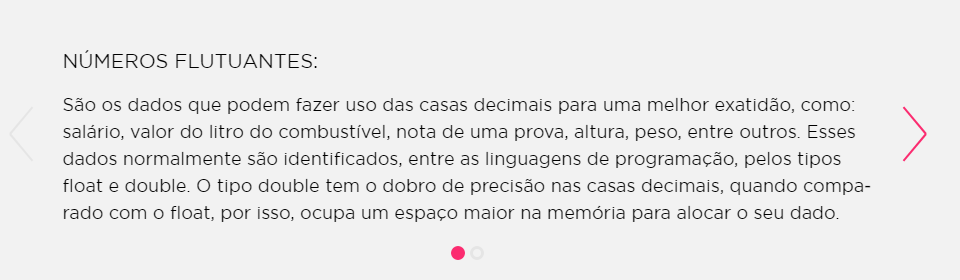 NÚMEROS FLUTUANTES:
São os dados que podem fazer uso das casas decimais para uma melhor exatidão, como:
salário, valor do litro do combustível, nota de uma prova, altura, peso, entre outros. Esses
dados normalmente são identificados, entre as linguagens de programação, pelos tipos
float e double. O tipo double tem o dobro de precisão nas casas decimais, quando compa-
rado com o float, por isso, ocupa um espaço maior na memória para alocar o seu dado.